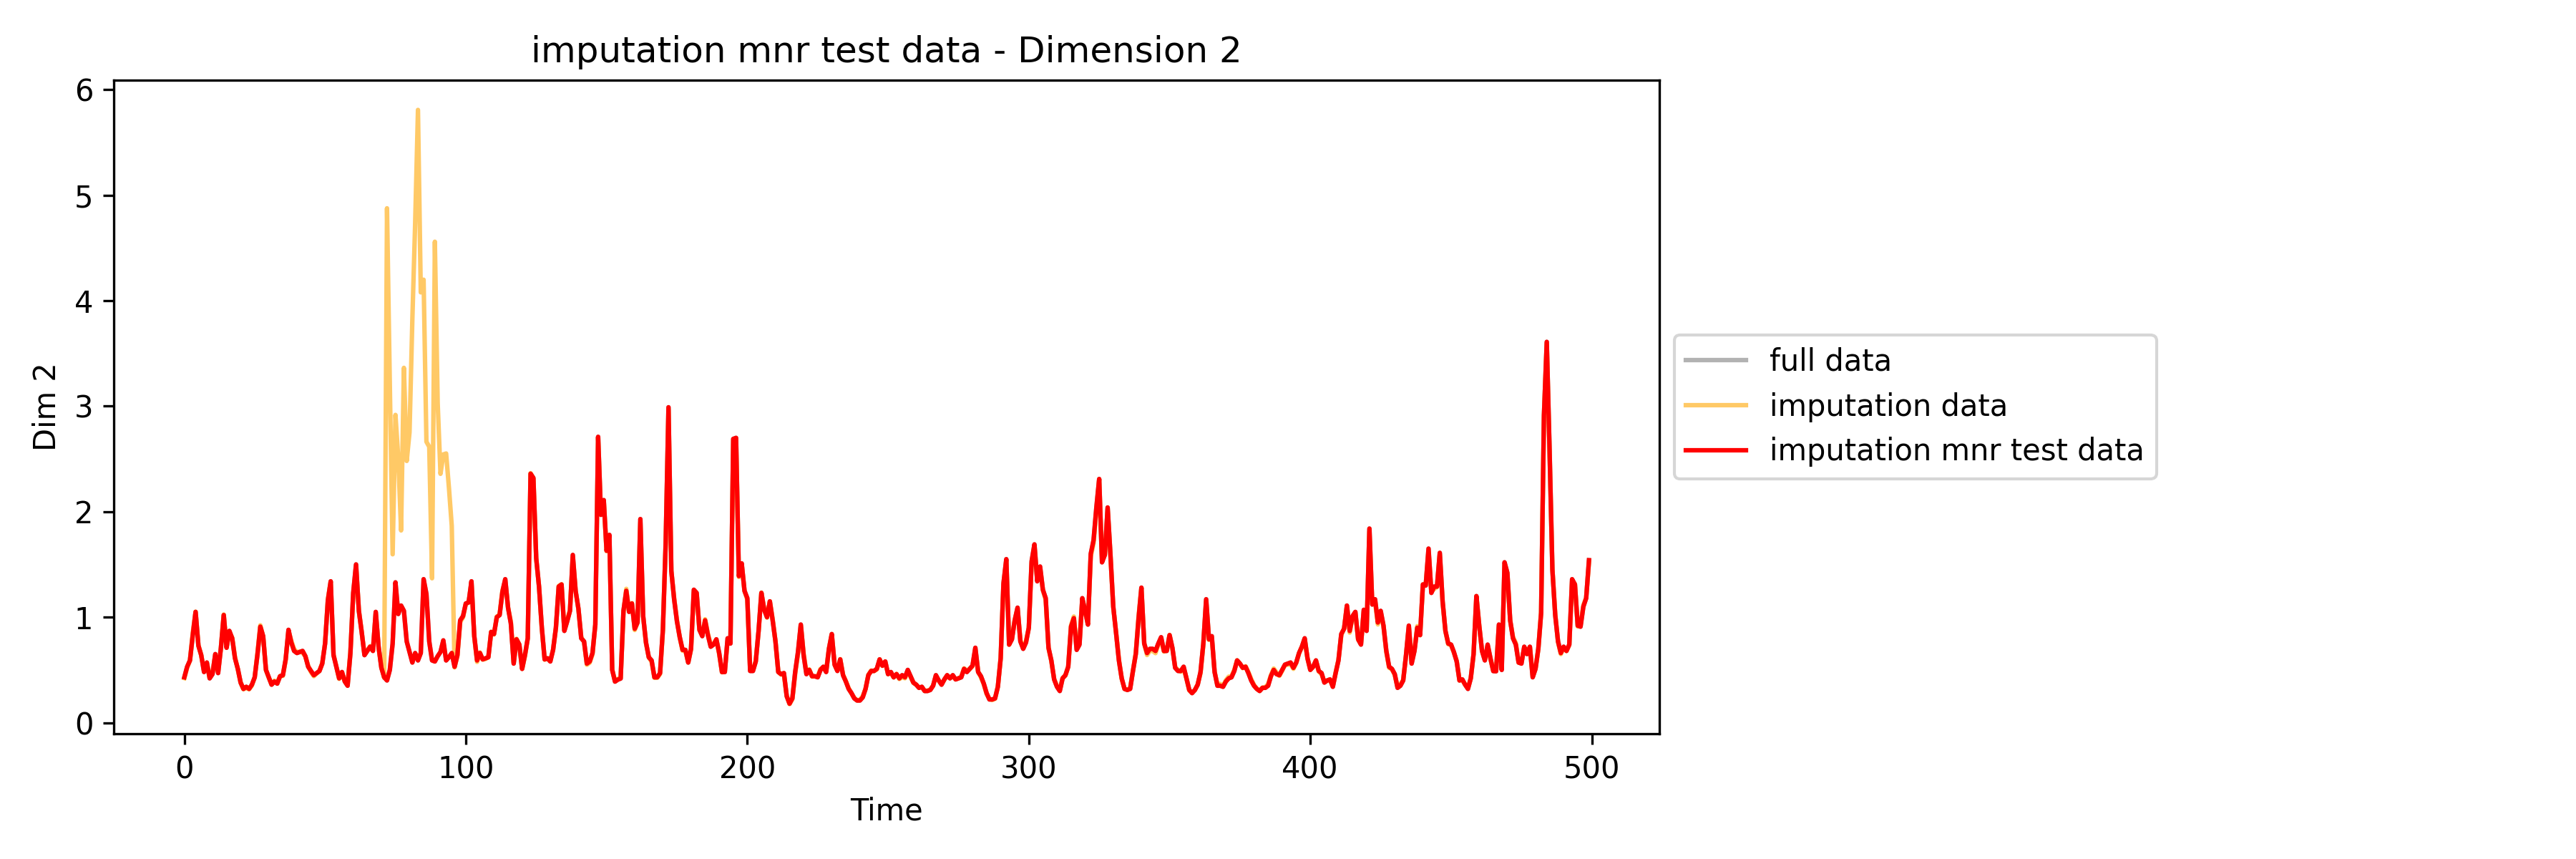 imputation mnr test data - Dimension 2
6
5
4
3
2
1
0
Dim 2
0 100 200 300 400 500
Time
full data
imputation data
imputation mnr test data